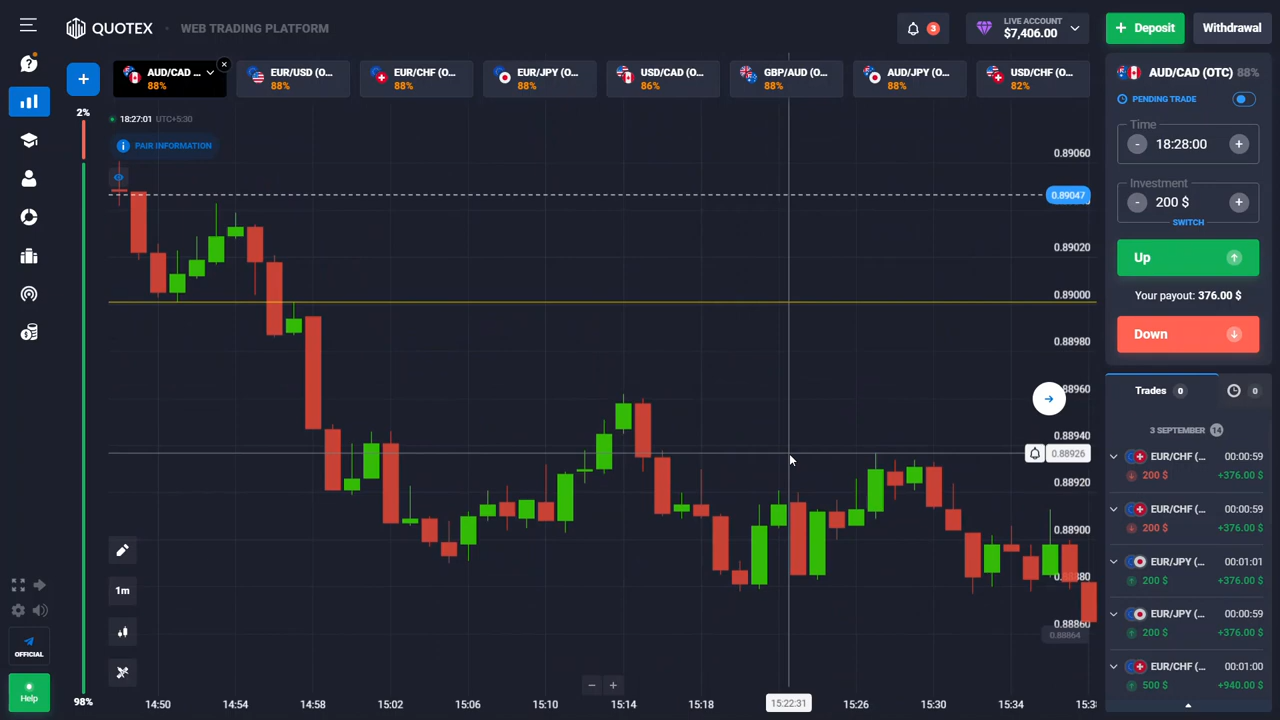 QUOTEX
WEB TRADING PLATFORM
3
LIVE ACCOUNT
$7,406.00
+ Deposit
Withdrawal
AUD/CAD ...
88%
EUR/USD (O...
88%
EUR/CHF (O...
88%
EUR/JPY (O...
88%
USD/CAD (O...
86%
GBP/AUD (O...
88%
AUD/JPY (O...
88%
USD/CHF (O...
82%
2%
18:27:01 UTC+5:30
PAIR INFORMATION
0.89060
0.89047
0.89020
0.89000
0.88980
0.88960
0.88940
0.88926
0.88920
0.88900
0.88880
0.88860
0.88864
1m
98%
OFFICIAL
Help
14:50
14:54
14:58
15:02
15:06
15:10
15:14
15:18
15:22:31
15:26
15:30
15:34
15:38
AUD/CAD (OTC) 88%
PENDING TRADE
Time
- 18:28:00 +
Investment
- 200 $ +
SWITCH
Up
Your payout: 376.00 $
Down
Trades 0
0
3 SEPTEMBER 14
EUR/CHF (... 00:00:59
200 $ +376.00 $
EUR/CHF (... 00:00:59
200 $ +376.00 $
EUR/JPY (... 00:01:01
200 $ +376.00 $
EUR/JPY (... 00:00:59
200 $ +376.00 $
EUR/CHF (... 00:01:00
500 $ +940.00 $